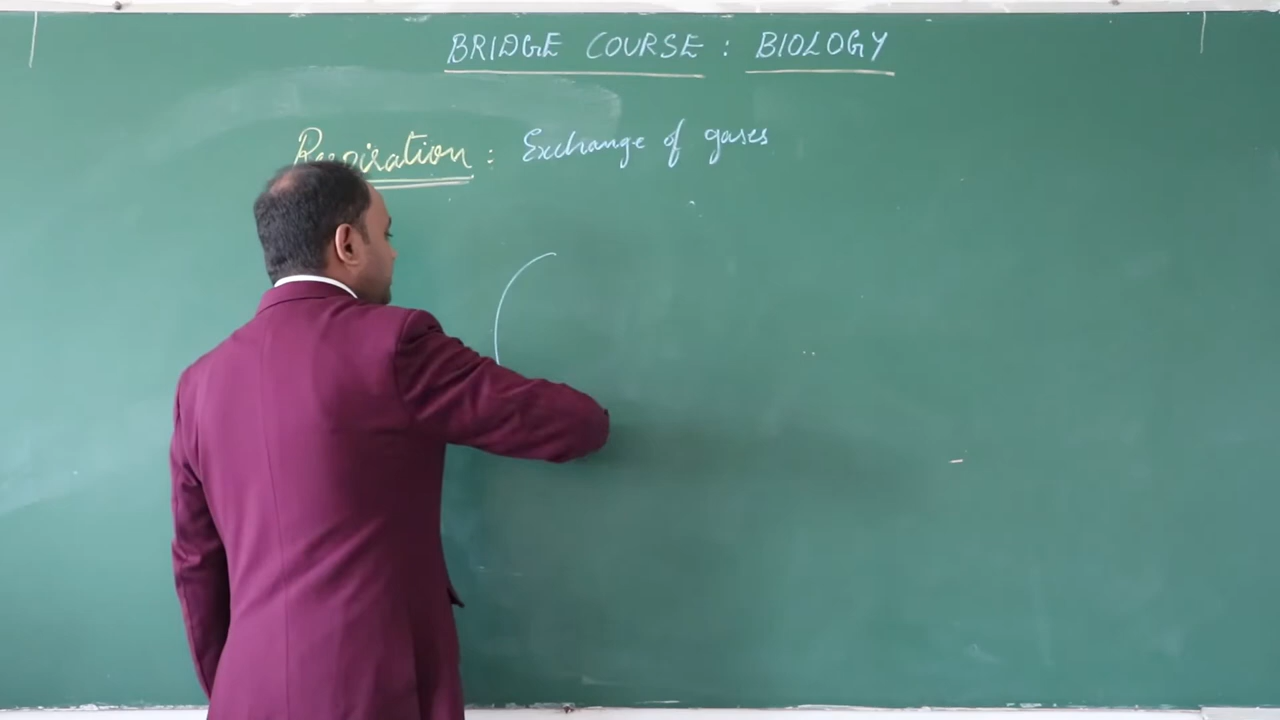 BRIDGE COURSE : BIOLOGY
Respiration : Exchange of gases